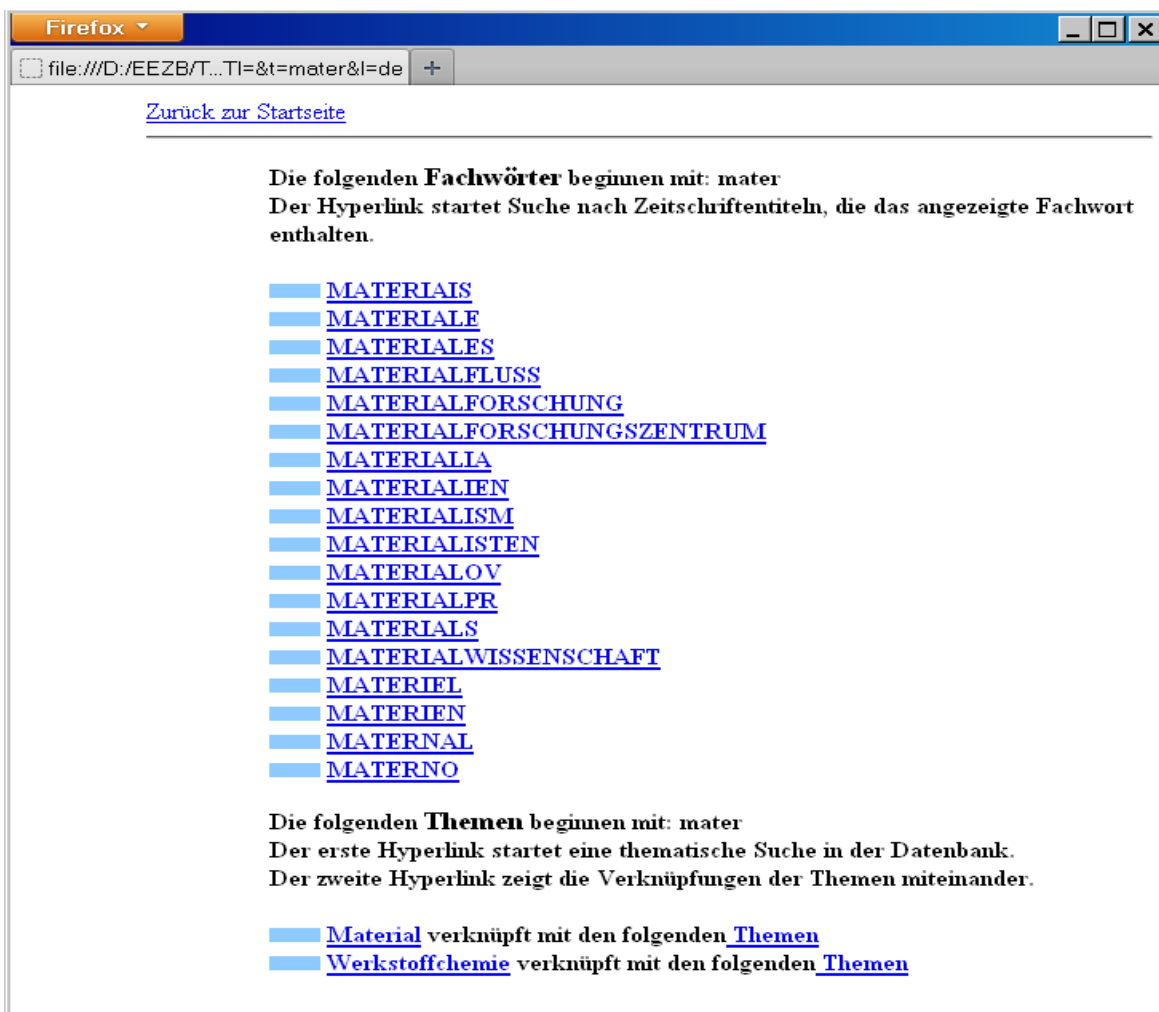 Firefox
file:///D:/EEZB/T...TI=&t=mater&l=de +
Zurück zur Startseite
Die folgenden Fachwörter beginnen mit: mater
Der Hyperlink startet Suche nach Zeitschriftentiteln, die das angezeigte Fachwort
enthalten.
MATERIAIS
MATERIALE
MATERIALES
MATERIALFLUSS
MATERIALFORSCHUNG
MATERIALFORSCHUNGSZENTRUM
MATERIALIA
MATERIALIEN
MATERIALISM
MATERIALISTEN
MATERIALOV
MATERIALPR
MATERIALS
MATERIALWISSENSCHAFT
MATERIEL
MATERIEN
MATERNAL
MATERNO
Die folgenden Themen beginnen mit: mater
Der erste Hyperlink startet eine thematische Suche in der Datenbank.
Der zweite Hyperlink zeigt die Verknüpfungen der Themen miteinander.
Material verknüpft mit den folgenden Themen
Werkstoffchemie verknüpft mit den folgenden Themen